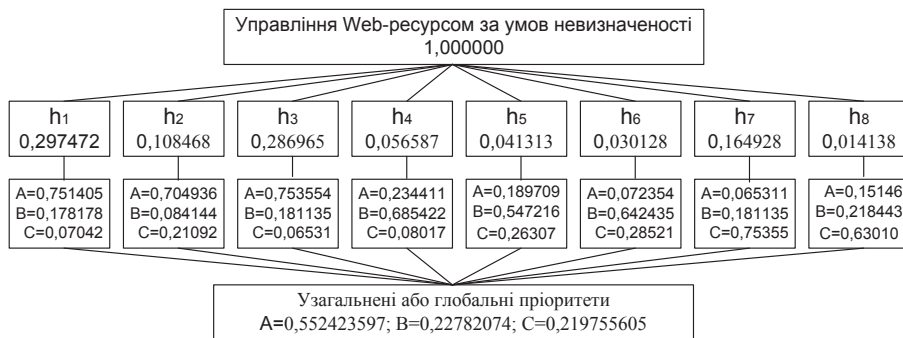 Управління Web-ресурсом за умов невизначеності
1,000000
h1 h2 h3 h4 h5 h6 h7 h8
0,297472 0,108468 0,286965 0,056587 0,041313 0,030128 0,164928 0,014138
A=0,751405 A=0,704936 A=0,753554 A=0,234411 A=0,189709 A=0,072354 A=0,065311 A=0,15146
B=0,178178 B=0,084144 B=0,181135 B=0,685422 B=0,547216 B=0,642435 B=0,181135 B=0,218443
C=0,07042 C=0,21092 C=0,06531 C=0,08017 C=0,26307 C=0,28521 C=0,75355 C=0,63010
Узагальнені або глобальні пріоритети
A=0,552423597; B=0,22782074; C=0,219755605